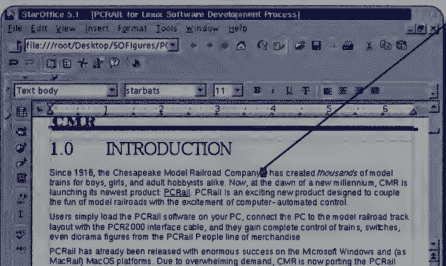 StarOffice 5.1 [PCRAIL for Linux Software Development Process]
File Edit View Insert Format Tools Window Help
file:///root/Desktop/SOFigures/PC
Text body starbats 11 B i U T
1 2 3 4 5 6
CMR
1.0 INTRODUCTION
Since 1916, the Chesapeake Model Railroad Company has created thousands of model
trains for boys, girls, and adult hobbyists alike. Now, at the dawn of a new millennium, CMR is
launching its newest product: PCRail. PCRail is an exciting new product designed to couple
the fun of model railroads with the excitement of computer-automated control.
Users simply load the PCRail software on your PC, connect the PC to the model railroad track
layout with the PCR2000 interface cable, and they gain complete control of trains, switches,
even diorama figures from the PCRail People line of merchandise
PCRail has already been released with enormous success on the Microsoft Windows and (as
MacRail) MacOS platforms. Due to overwhelming demand, CMR is now porting the PCRail